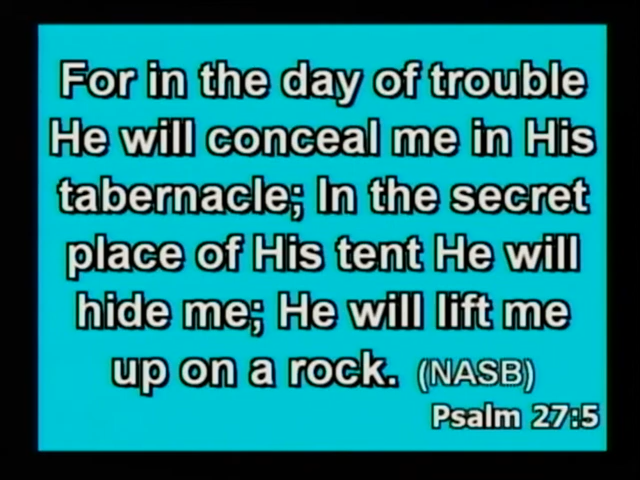 For in the day of trouble
He will conceal me in His
tabernacle; In the secret
place of His tent He will
hide me; He will lift me
up on a rock. (NASB)
Psalm 27:5